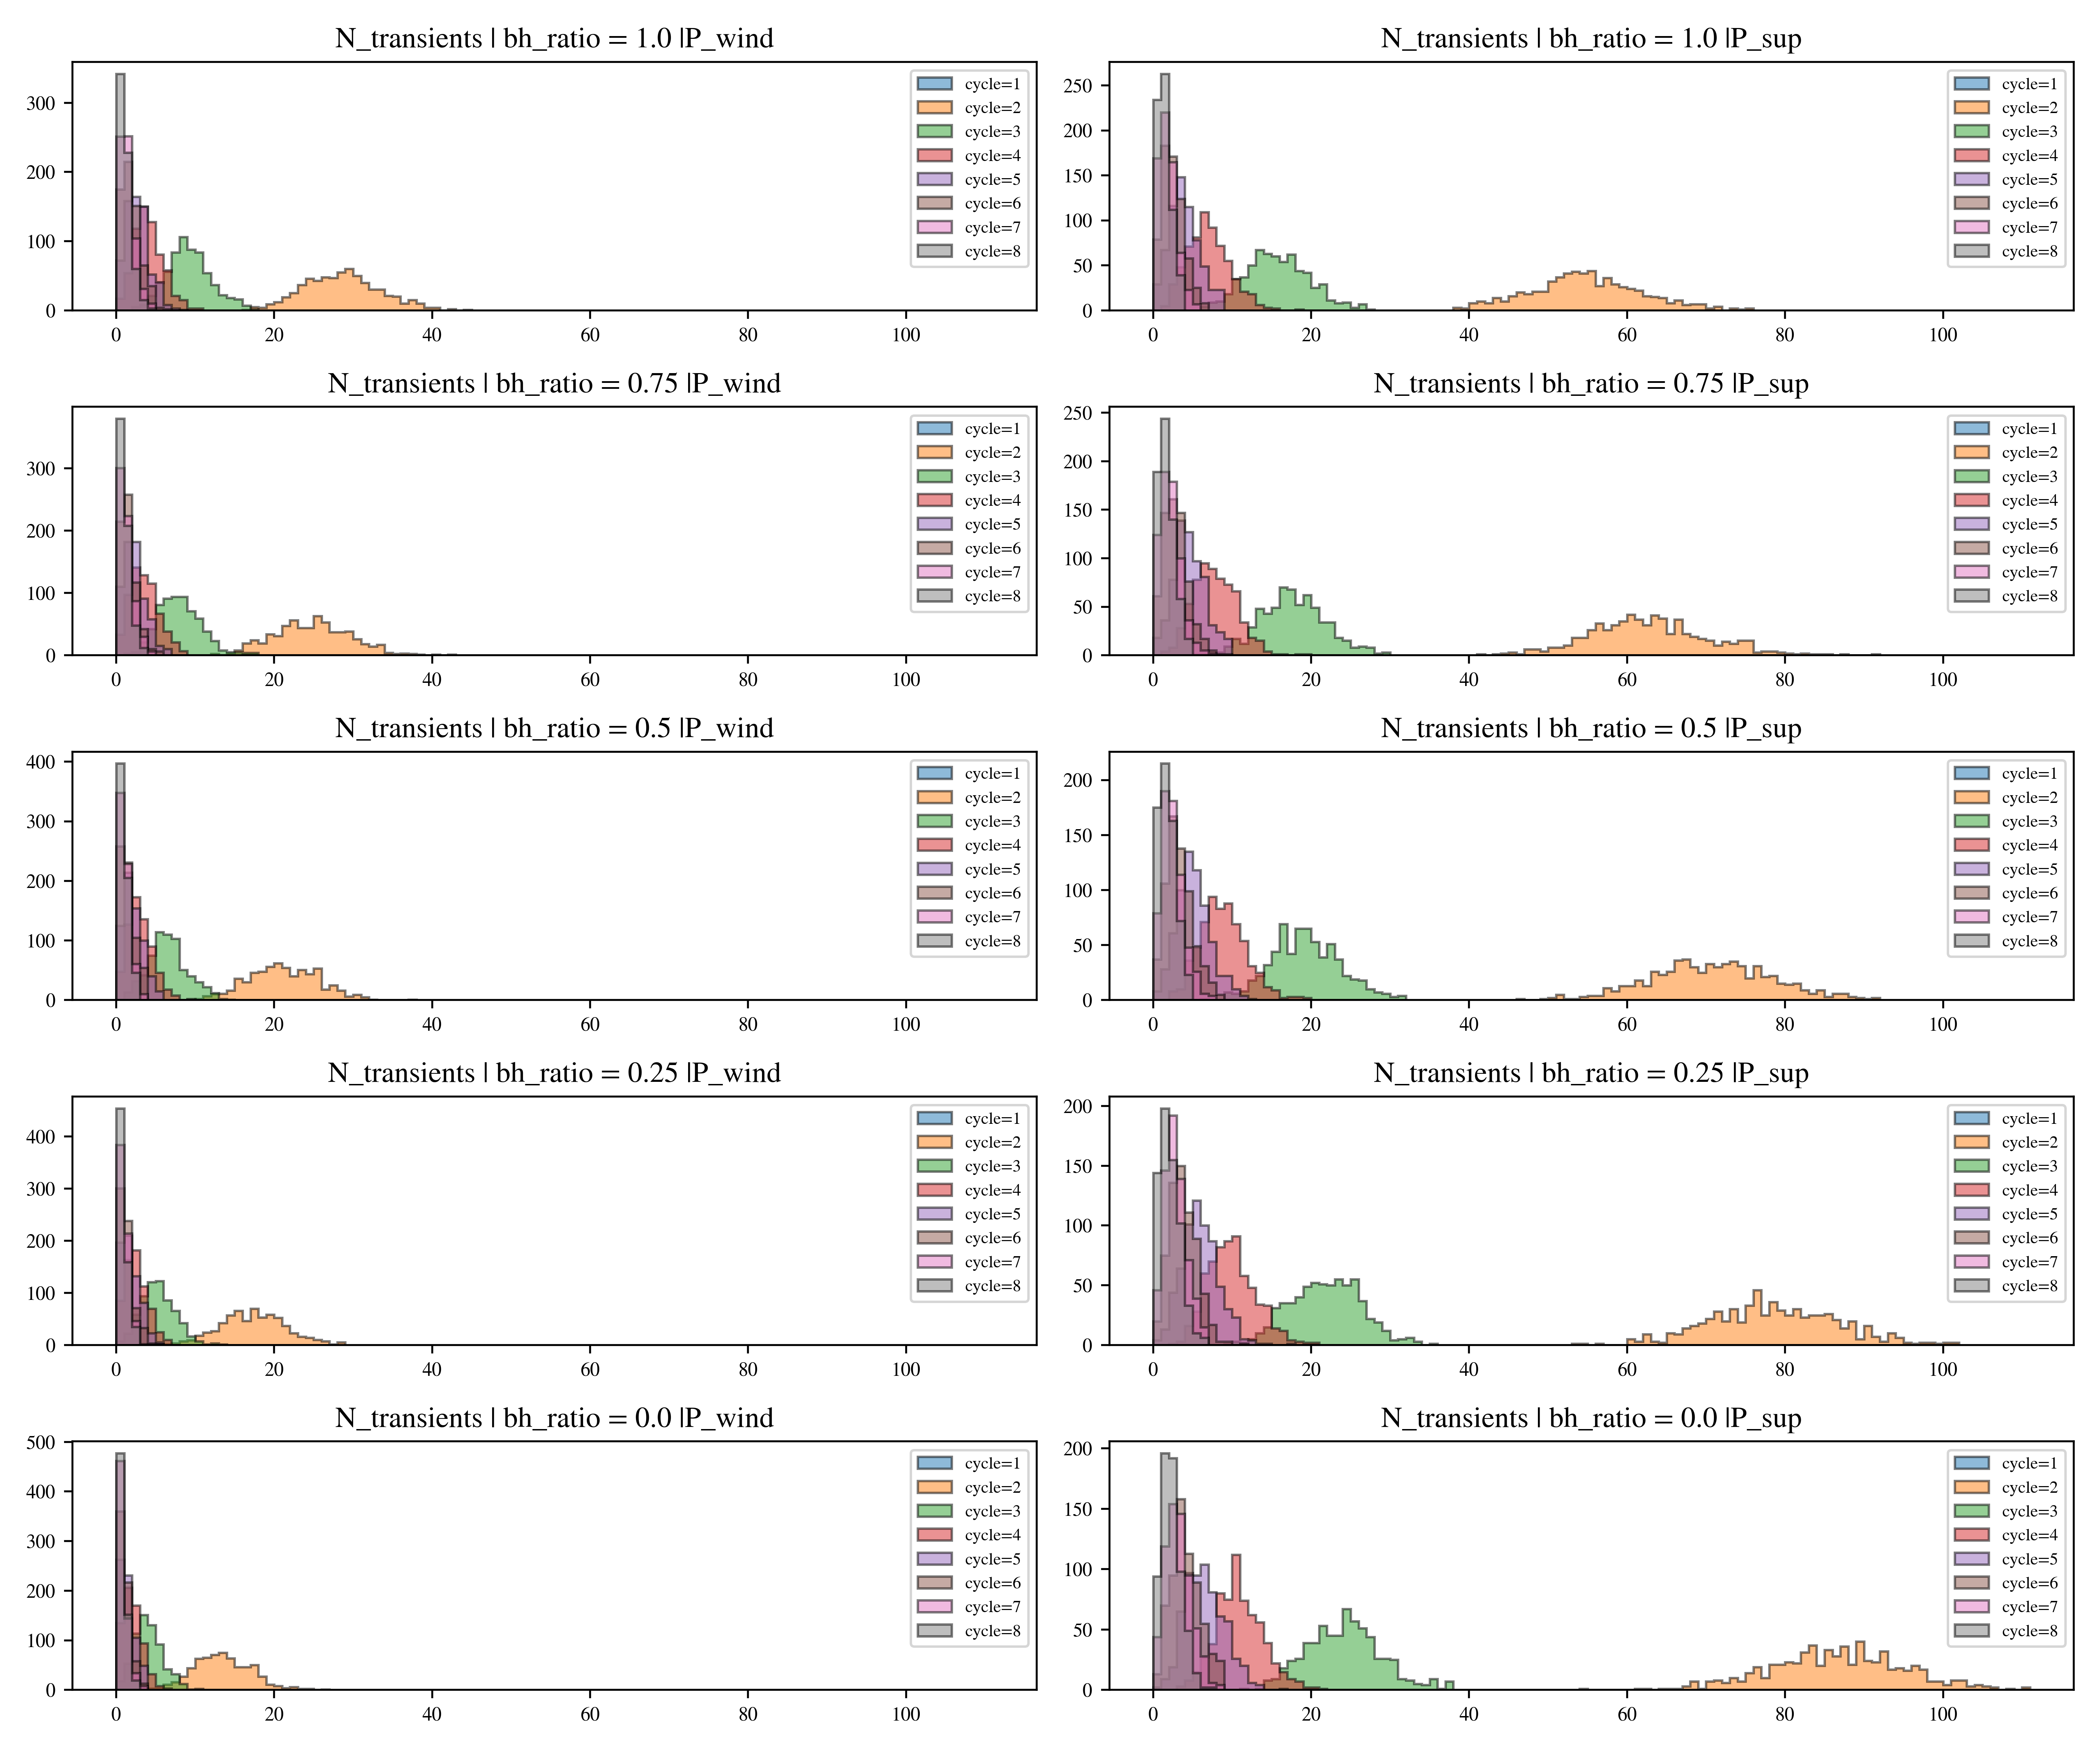 N_transients | bh_ratio = 1.0 |P_wind
300
200
100
0
0 20 40 60 80 100
cycle=1
cycle=2
cycle=3
cycle=4
cycle=5
cycle=6
cycle=7
cycle=8
N_transients | bh_ratio = 1.0 |P_sup
250
200
150
100
50
0
0 20 40 60 80 100
cycle=1
cycle=2
cycle=3
cycle=4
cycle=5
cycle=6
cycle=7
cycle=8
N_transients | bh_ratio = 0.75 |P_wind
300
200
100
0
0 20 40 60 80 100
cycle=1
cycle=2
cycle=3
cycle=4
cycle=5
cycle=6
cycle=7
cycle=8
N_transients | bh_ratio = 0.75 |P_sup
250
200
150
100
50
0
0 20 40 60 80 100
cycle=1
cycle=2
cycle=3
cycle=4
cycle=5
cycle=6
cycle=7
cycle=8
N_transients | bh_ratio = 0.5 |P_wind
400
300
200
100
0
0 20 40 60 80 100
cycle=1
cycle=2
cycle=3
cycle=4
cycle=5
cycle=6
cycle=7
cycle=8
N_transients | bh_ratio = 0.5 |P_sup
200
150
100
50
0
0 20 40 60 80 100
cycle=1
cycle=2
cycle=3
cycle=4
cycle=5
cycle=6
cycle=7
cycle=8
N_transients | bh_ratio = 0.25 |P_wind
400
300
200
100
0
0 20 40 60 80 100
cycle=1
cycle=2
cycle=3
cycle=4
cycle=5
cycle=6
cycle=7
cycle=8
N_transients | bh_ratio = 0.25 |P_sup
200
150
100
50
0
0 20 40 60 80 100
cycle=1
cycle=2
cycle=3
cycle=4
cycle=5
cycle=6
cycle=7
cycle=8
N_transients | bh_ratio = 0.0 |P_wind
500
400
300
200
100
0
0 20 40 60 80 100
cycle=1
cycle=2
cycle=3
cycle=4
cycle=5
cycle=6
cycle=7
cycle=8
N_transients | bh_ratio = 0.0 |P_sup
200
150
100
50
0
0 20 40 60 80 100
cycle=1
cycle=2
cycle=3
cycle=4
cycle=5
cycle=6
cycle=7
cycle=8